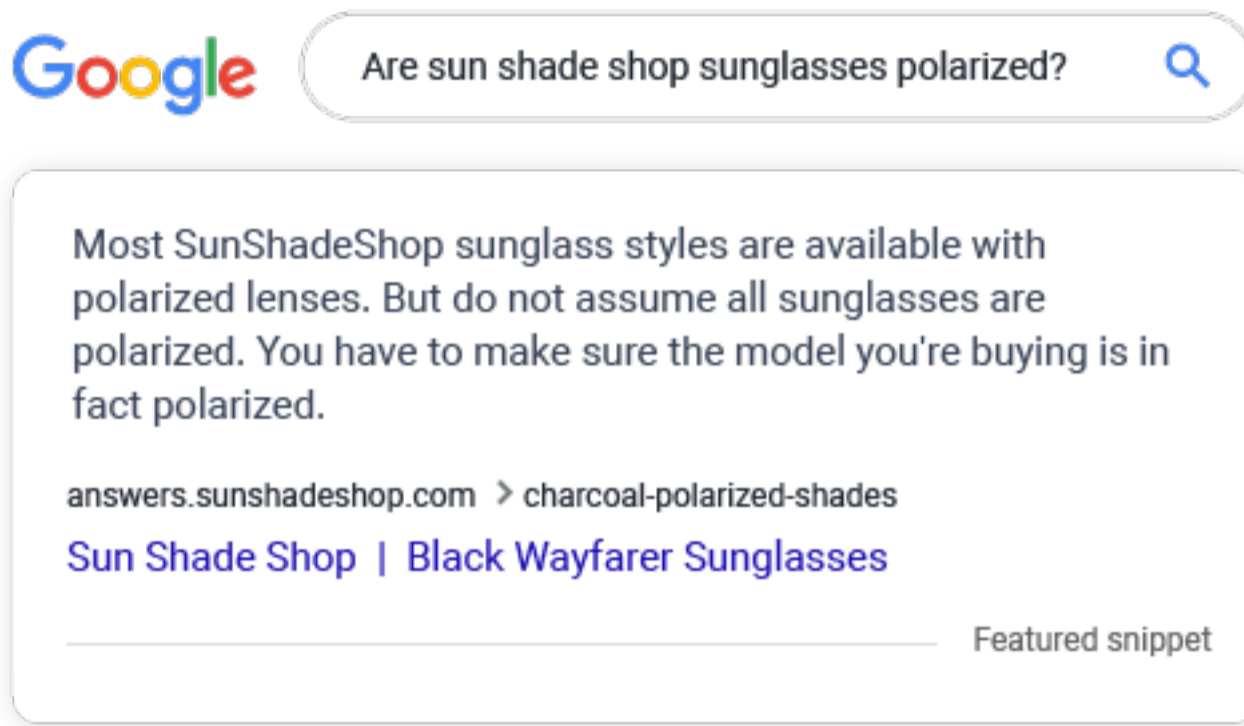 Google
Are sun shade shop sunglasses polarized?
Most SunShadeShop sunglass styles are available with
polarized lenses. But do not assume all sunglasses are
polarized. You have to make sure the model you're buying is in
fact polarized.
answers.sunshadeshop.com > charcoal-polarized-shades
Sun Shade Shop | Black Wayfarer Sunglasses
Featured snippet